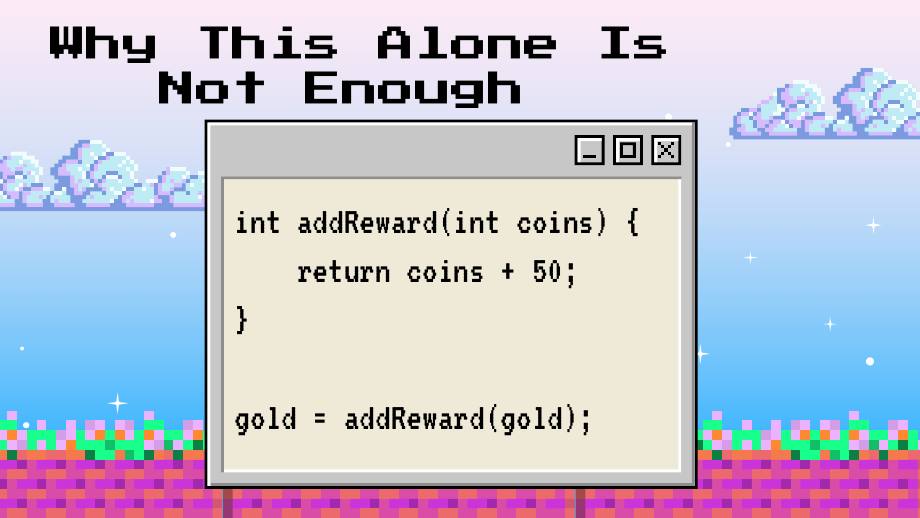 Why This Alone Is
Not Enough
int addReward(int coins) {
    return coins + 50;
}
gold = addReward(gold);